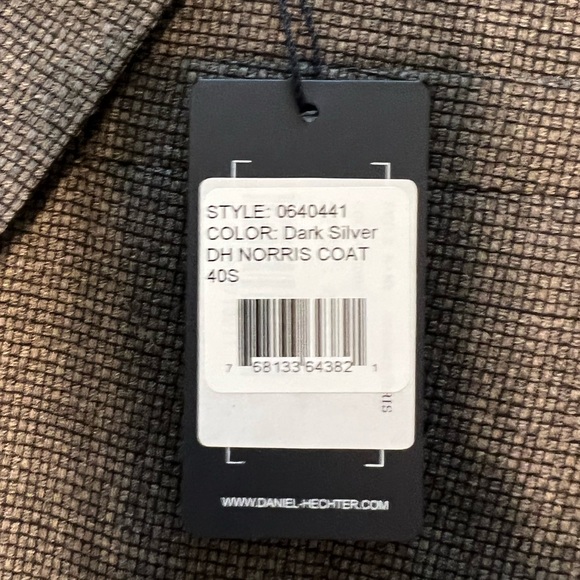 STYLE: 0640441
COLOR: Dark Silver
DH NORRIS COAT
40S
7 68133 64382 1
WWW.DANIEL-HECHTER.COM